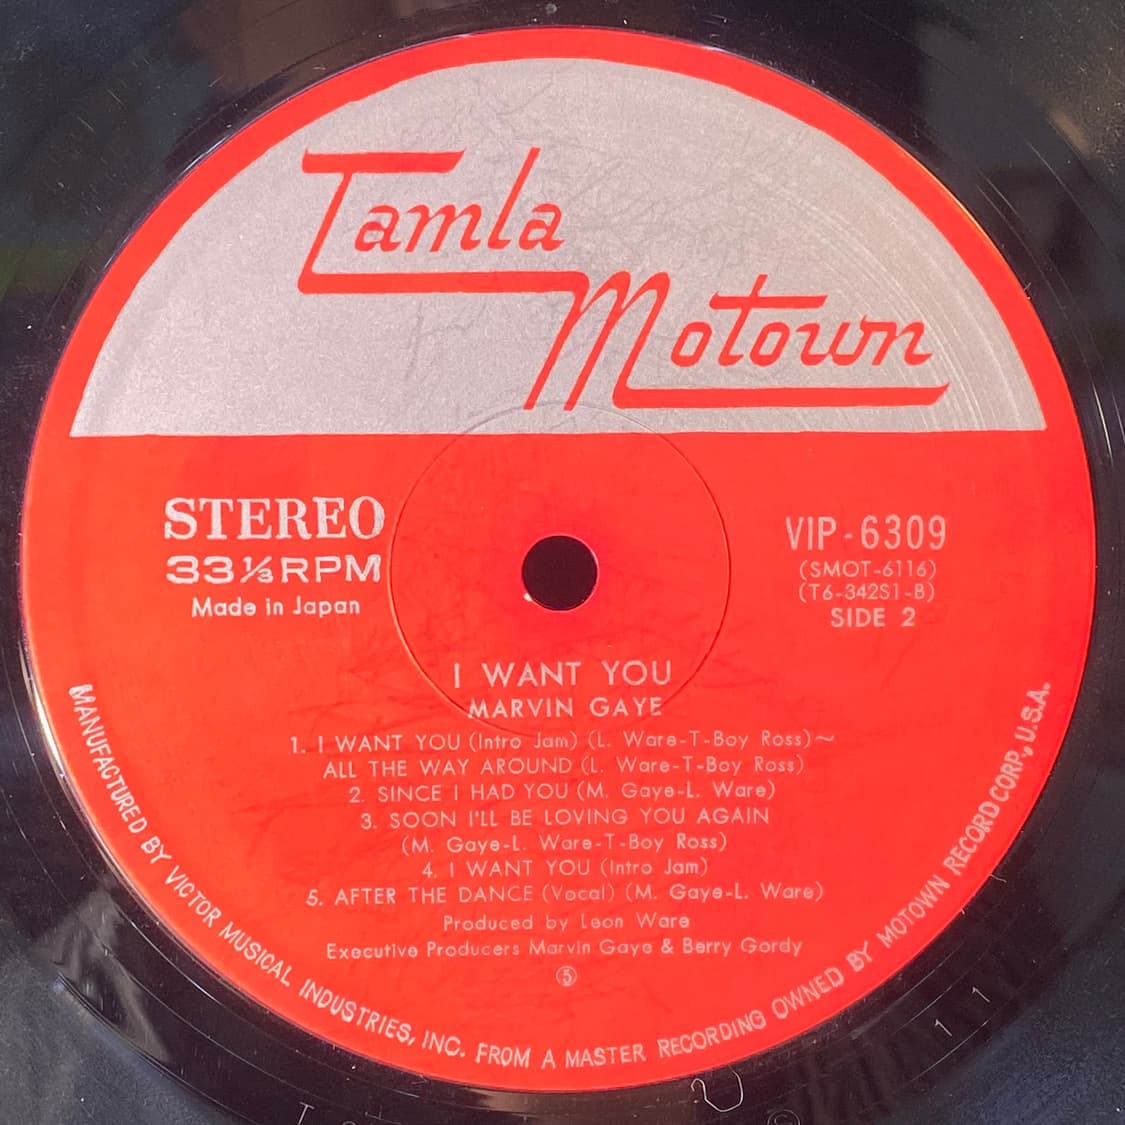 Tamla
Motown
STEREO
33⅓RPM
Made in Japan
VIP-6309
(SMOT-6116)
(T6-342S1-B)
SIDE 2
I WANT YOU
MARVIN GAYE
1. I WANT YOU (Intro Jam) (L. Ware-T-Boy Ross)~
ALL THE WAY AROUND (L. Ware-T-Boy Ross)
2. SINCE I HAD YOU (M. Gaye-L. Ware)
3. SOON I'LL BE LOVING YOU AGAIN
(M. Gaye-L. Ware-T-Boy Ross)
4. I WANT YOU (Intro Jam)
5. AFTER THE DANCE (Vocal) (M. Gaye-L. Ware)
Produced by Leon Ware
Executive Producers Marvin Gaye & Berry Gordy
⑤
MANUFACTURED BY VICTOR MUSICAL INDUSTRIES, INC. FROM A MASTER RECORDING OWNED BY MOTOWN RECORD CORP., U.S.A.
1 1